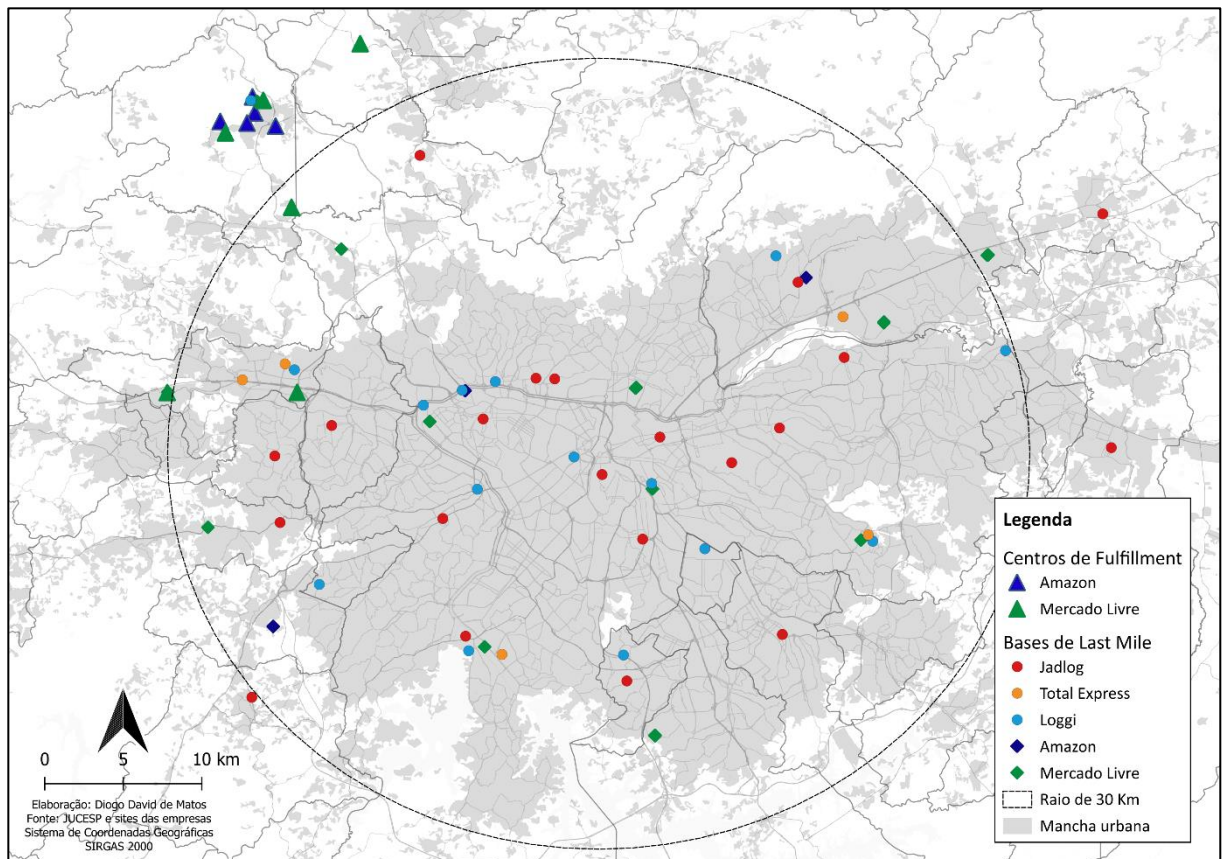 Legenda
Centros de Fulfillment
Amazon
Mercado Livre
Bases de Last Mile
Jadlog
Total Express
Loggi
Amazon
Mercado Livre
Raio de 30 Km
Mancha urbana
0 5 10 km
Elaboração: Diogo David de Matos
Fonte: JUCESP e sites das empresas
Sistema de Coordenadas Geográficas
SIRGAS 2000